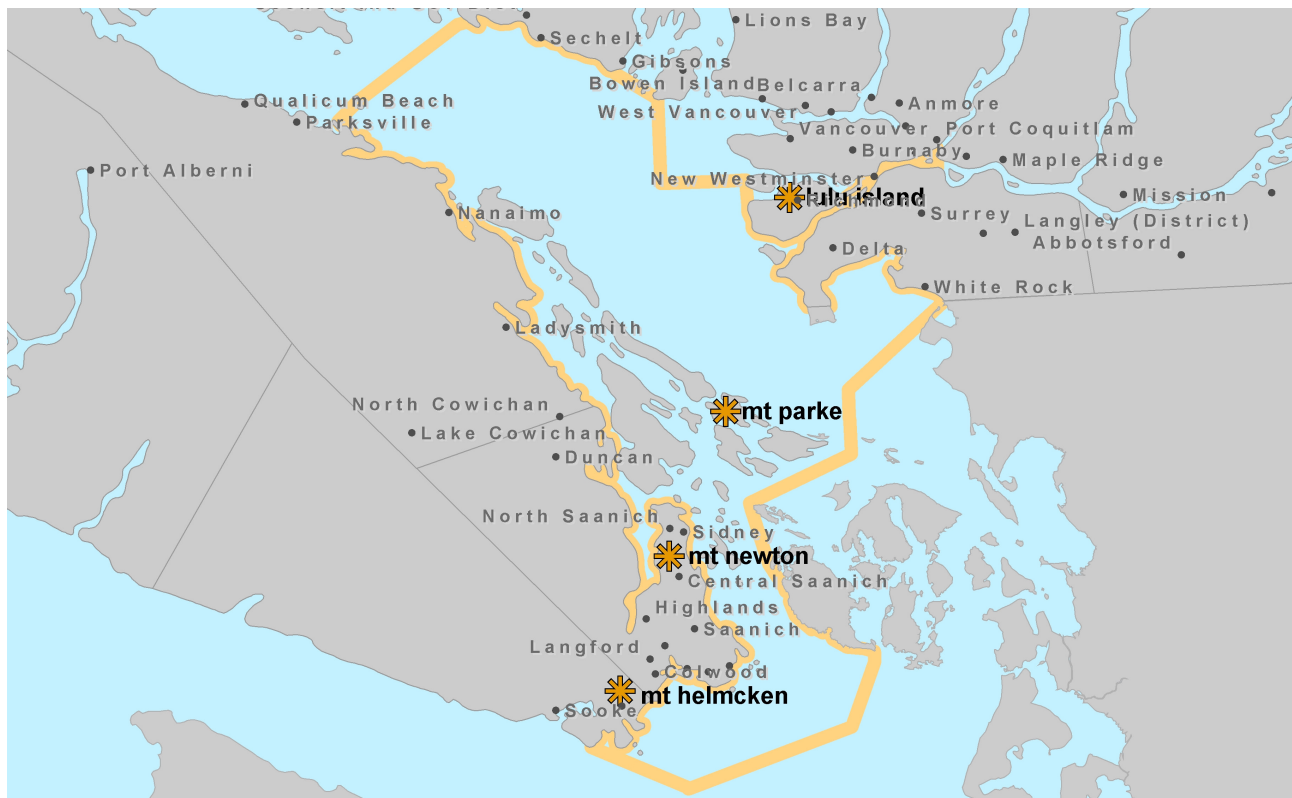 Lions Bay
Sechelt
Gibsons
Bowen Island
Belcarra
Qualicum Beach
Anmore
West Vancouver
Parksville
Vancouver
Port Coquitlam
Burnaby
Maple Ridge
Port Alberni
New Westminster
lulu island
Richmond
Mission
Nanaimo
Surrey
Langley (District)
Abbotsford
Delta
White Rock
Ladysmith
North Cowichan
mt parke
Lake Cowichan
Duncan
North Saanich
Sidney
mt newton
Central Saanich
Highlands
Saanich
Langford
Colwood
mt helmcken
Sooke